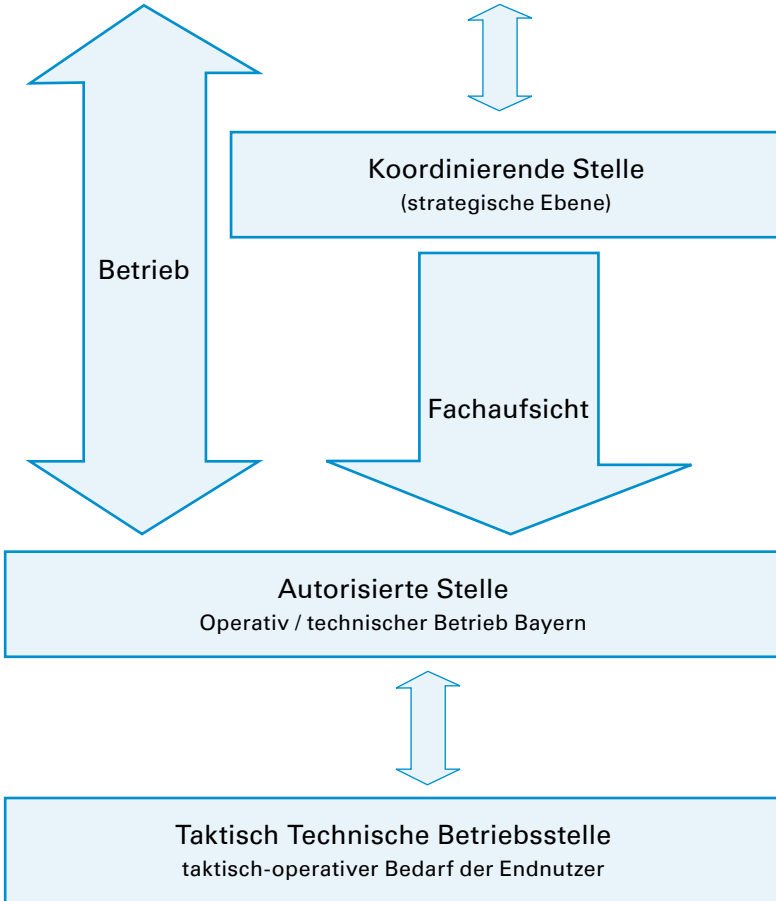 Koordinierende Stelle
(strategische Ebene)
Betrieb
Fachaufsicht
Autorisierte Stelle
Operativ / technischer Betrieb Bayern
Taktisch Technische Betriebsstelle
taktisch-operativer Bedarf der Endnutzer